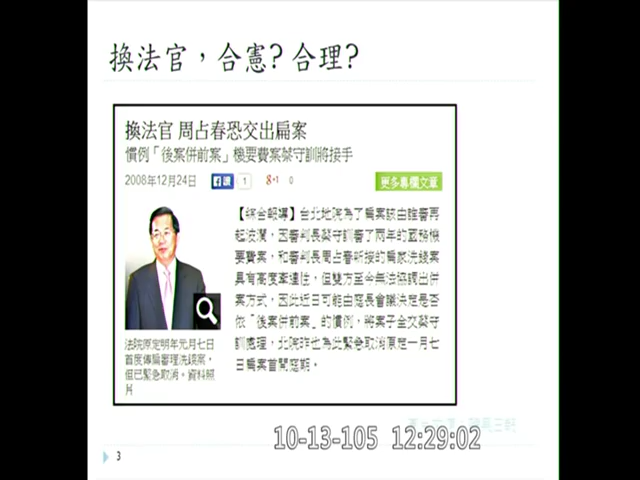 換法官，合憲?合理?
換法官 周占春恐交出扁案
慣例「後案併前案」機要費案蔡守訓將接手
2008年12月24日
讚
1
8+1
0
更多專欄文章
【綜合報導】台北地院為了扁案該由誰審再
起波瀾，因審判長蔡守訓審了兩年的國務機
要費案，和審判長周占春新接的扁家洗錢案
具有高度牽連性，但雙方至今無法協調出併
案方式，因此近日可能由庭長會議決定是否
依「後案併前案」的慣例，將案子全交蔡守
訓處理，北院昨也為此緊急取消原定一月七
日扁案首開庭期。
法院原定明年元月七日
首度傳扁審理洗錢案，
但已緊急取消。資料照
片
10-13-105 12:29:02
3